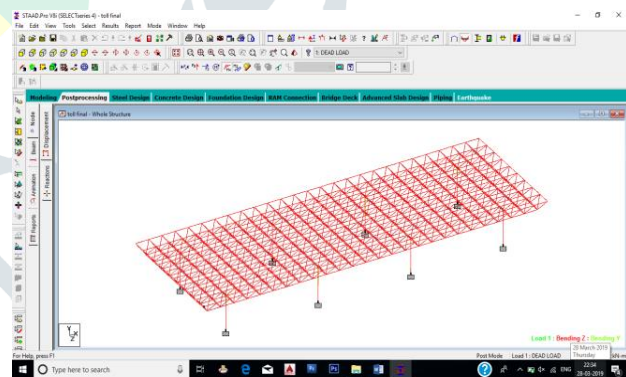 STAAD.Pro V8i (SELECTseries 4) - toll final
File Edit View Tools Select Results Report Mode Window Help
1: DEAD LOAD
Modeling Postprocessing Steel Design Concrete Design Foundation Design RAM Connection Bridge Deck Advanced Slab Design Piping Earthquake
toll final - Whole Structure
Node
Displacement
Beam
Reactions
Animation
Reports
Y
X
Z
Load 1 : Bending Z : Bending Y
29 March 2019
Thursday
For Help, press F1
Post Mode
Load 1 : DEAD LOAD
kN-m
Type here to search
ENG
22:34
28-03-2019